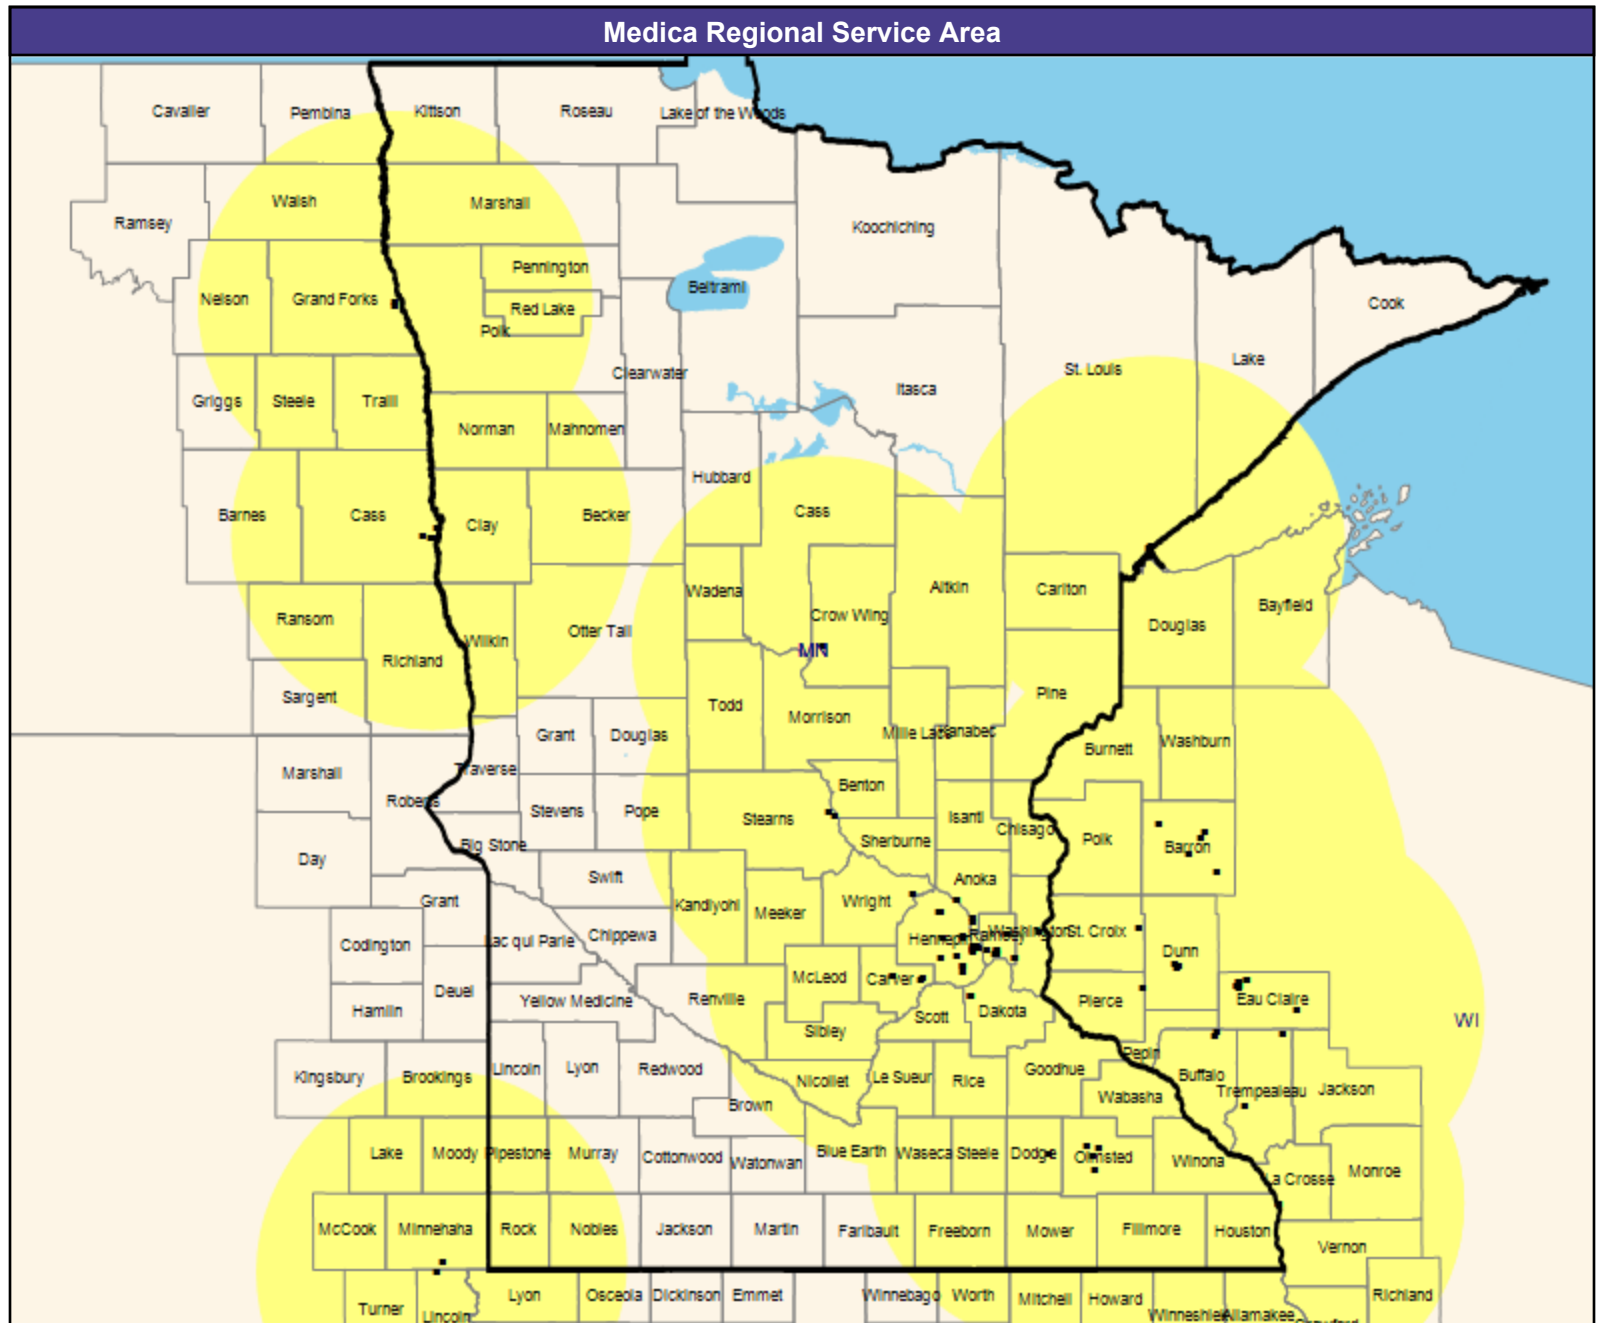 Medica Regional Service Area
Cavalier
Pembina
Kittson
Roseau
Lake of the Woods
Walsh
Marshall
Ramsey
Koochiching
Pennington
Nelson
Grand Forks
Red Lake
Beltrami
Cook
Polk
Clearwater
St. Louis
Lake
Itasca
Griggs
Steele
Traill
Norman
Mahnomen
Hubbard
Barnes
Cass
Clay
Becker
Cass
Wadena
Aitkin
Carlton
Crow Wing
Bayfield
Ransom
Wilkin
Otter Tail
Douglas
MN
Richland
Sargent
Todd
Morrison
Pine
Mille Lacs
Kanabec
Burnett
Washburn
Grant
Douglas
Marshall
Traverse
Roberts
Benton
Stevens
Pope
Stearns
Isanti
Chisago
Polk
Barron
Sherburne
Big Stone
Day
Swift
Anoka
Grant
Kandiyohi
Meeker
Wright
Codington
Lac qui Parle
Chippewa
Hennepin
Ramsey
Washington
St. Croix
Dunn
McLeod
Carver
Deuel
Yellow Medicine
Renville
Hamlin
Scott
Dakota
Pierce
Eau Claire
WI
Sibley
Pepin
Kingsbury
Brookings
Lincoln
Lyon
Redwood
Nicollet
Le Sueur
Rice
Goodhue
Buffalo
Trempealeau
Jackson
Wabasha
Brown
Lake
Moody
Pipestone
Murray
Cottonwood
Watonwan
Blue Earth
Waseca
Steele
Dodge
Olmsted
Winona
La Crosse
Monroe
McCook
Minnehaha
Rock
Nobles
Jackson
Martin
Faribault
Freeborn
Mower
Fillmore
Houston
Vernon
Turner
Lincoln
Lyon
Osceola
Dickinson
Emmet
Winnebago
Worth
Mitchell
Howard
Winneshiek
Allamakee
Crawford
Richland